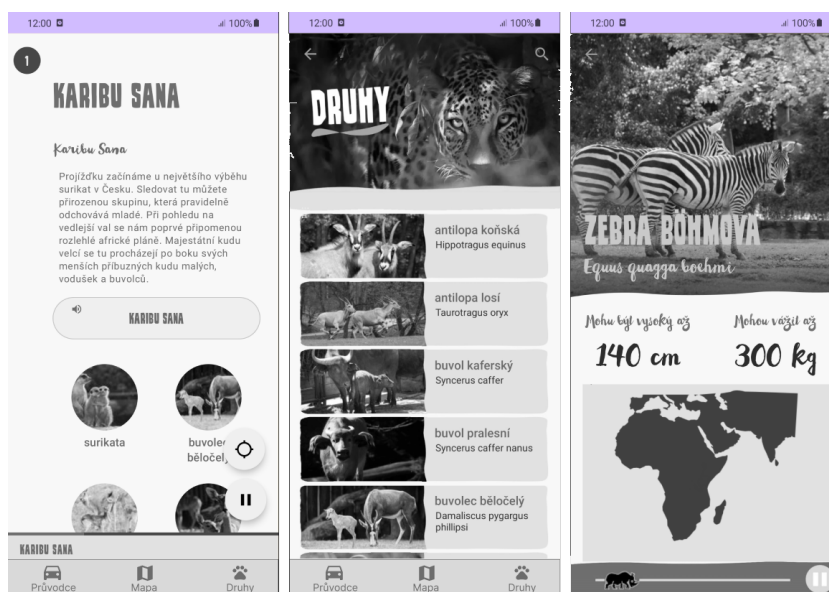 12:00
100%
1
KARIBU SANA
Karibu Sana
Projížďku začínáme u největšího výběhu
surikat v Česku. Sledovat tu můžete
přirozenou skupinu, která pravidelně
odchovává mladé. Při pohledu na
vedlejší val se nám poprvé připomenou
rozlehlé africké pláně. Majestátní kudu
velcí se tu procházejí po boku svých
menších příbuzných kudu malých,
vodušek a buvolců.
KARIBU SANA
surikata
buvolec
běločelý
KARIBU SANA
Průvodce
Mapa
Druhy
12:00
100%
DRUHY
antilopa koňská
Hippotragus equinus
antilopa losí
Taurotragus oryx
buvol kaferský
Syncerus caffer
buvol pralesní
Syncerus caffer nanus
buvolec běločelý
Damaliscus pygargus
phillipsi
Průvodce
Mapa
Druhy
12:00
100%
ZEBRA BÖHMOVA
Equus quagga boehmi
Mohu být vysoký až
140 cm
Mohou vážit až
300 kg